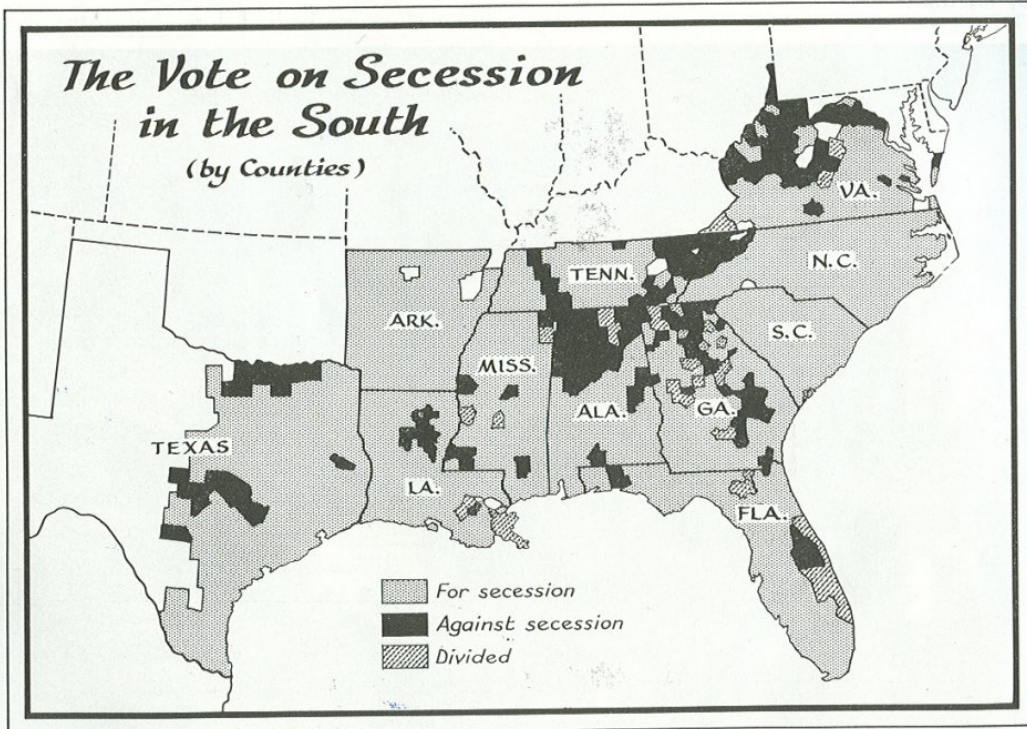 The Vote on Secession
in the South
(by Counties)
VA.
TENN.
N.C.
ARK.
S.C.
MISS.
ALA.
GA.
TEXAS
LA.
FLA.
For secession
Against secession
Divided